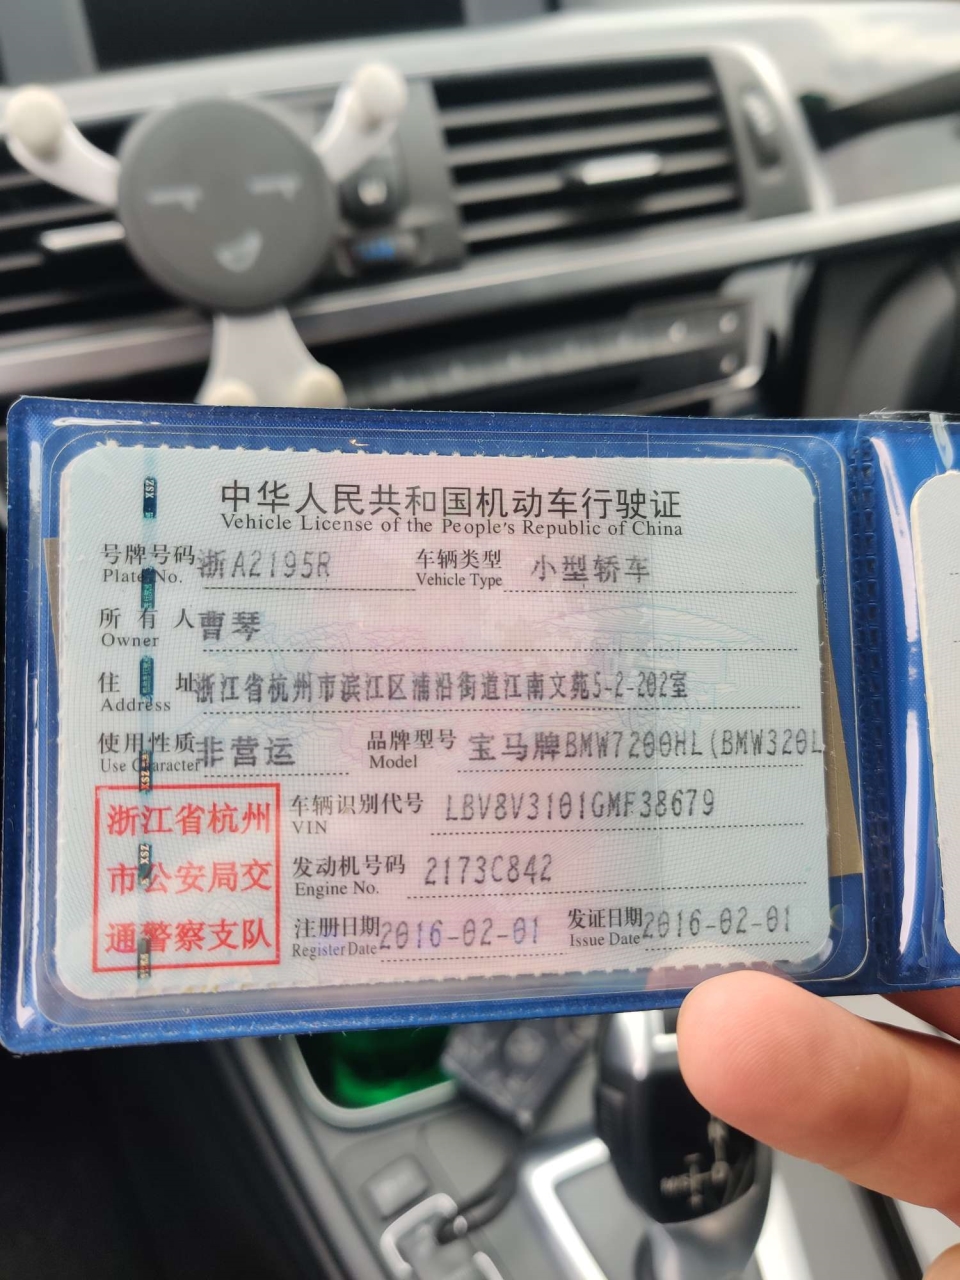 中华人民共和国机动车行驶证
Vehicle License of the People's Republic of China
号牌号码 浙A2195R 车辆类型 小型轿车
Plate No. Vehicle Type
所有人 曹琴
Owner
住址 浙江省杭州市滨江区浦沿街道江南文苑5-2-202室
Address
使用性质 非营运 品牌型号 宝马牌BMW7200HL(BMW320L
Use Character Model
浙江省杭州
市公安局交
通警察支队
车辆识别代号 LBV8V3101GMF38679
VIN
发动机号码 2173C842
Engine No.
注册日期 2016-02-01 发证日期 2016-02-01
Register Date Issue Date